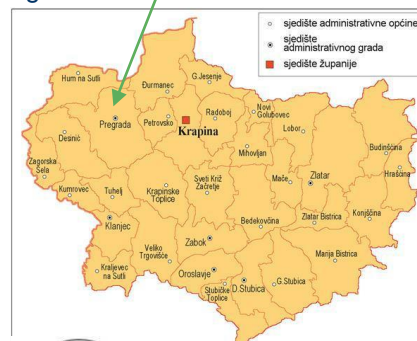 sjedište administrativne općine
sjedište
administrativnog grada
sjedište županije
Hum na Sutli
G.Jesenje
Đurmanec
Pregrada
Petrovsko
Krapina
Radoboj
Novi
Golubovec
Lobor
Desnić
Mihovljan
Budinščina
Zagorska
Sela
Kumrovec
Tuhelj
Krapinske
Toplice
Sveti Križ
Začretje
Mače
Zlatar
Hraščina
Klanjec
Bedekovčina
Zlatar Bistrica
Konjščina
Zabok
Veliko
Trgovišće
Marija Bistrica
Kraljevec
na Sutli
Oroslavje
Stubičke
Toplice
D.Stubica
G.Stubica